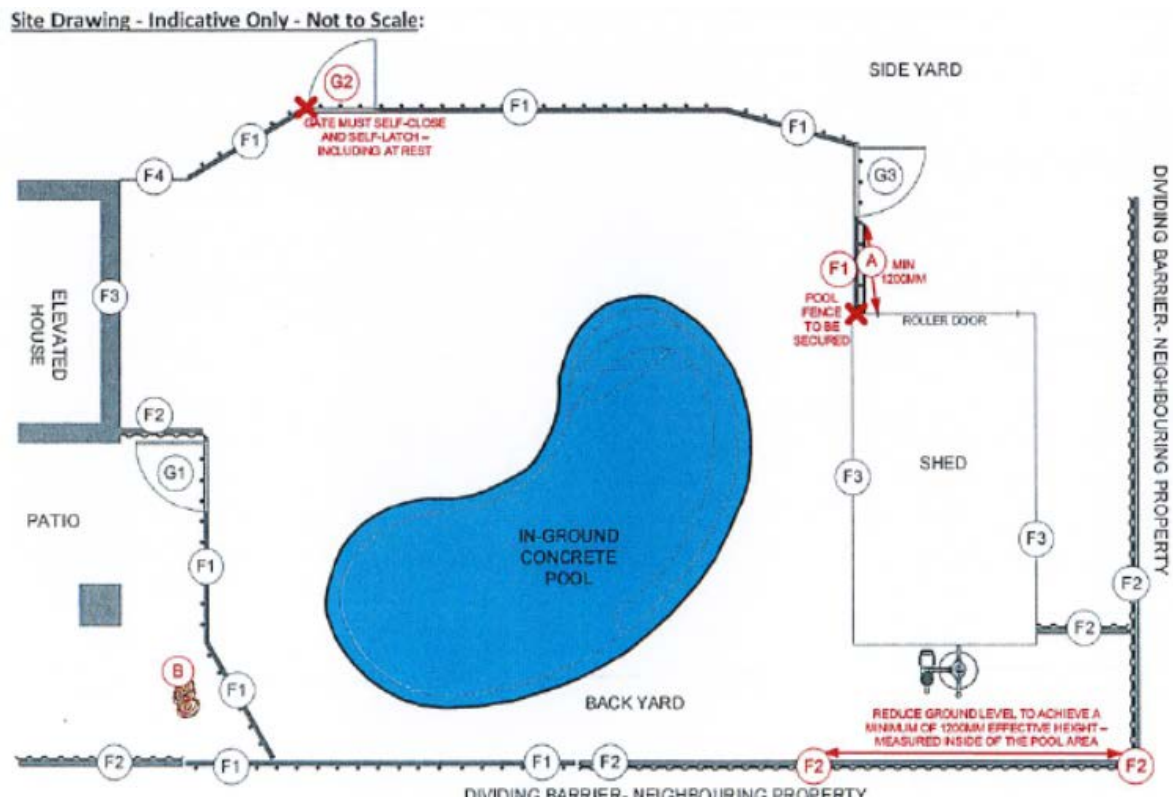 Site Drawing - Indicative Only - Not to Scale:
G2
SIDE YARD
F1
GATE MUST SELF-CLOSE
AND SELF-LATCH –
INCLUDING AT REST
F1
F1
F4
G3
DIVIDING BARRIER- NEIGHBOURING PROPERTY
F3
ELEVATED
HOUSE
F1
A
MIN
1200MM
POOL
FENCE
TO BE
SECURED
ROLLER DOOR
F2
G1
SHED
F3
PATIO
IN-GROUND
CONCRETE
POOL
F3
F1
F2
F2
B
F1
BACK YARD
REDUCE GROUND LEVEL TO ACHIEVE A
MINIMUM OF 1200MM EFFECTIVE HEIGHT –
MEASURED INSIDE OF THE POOL AREA
F2
F1
F1
F2
F2
F2
DIVIDING BARRIER- NEIGHBOURING PROPERTY